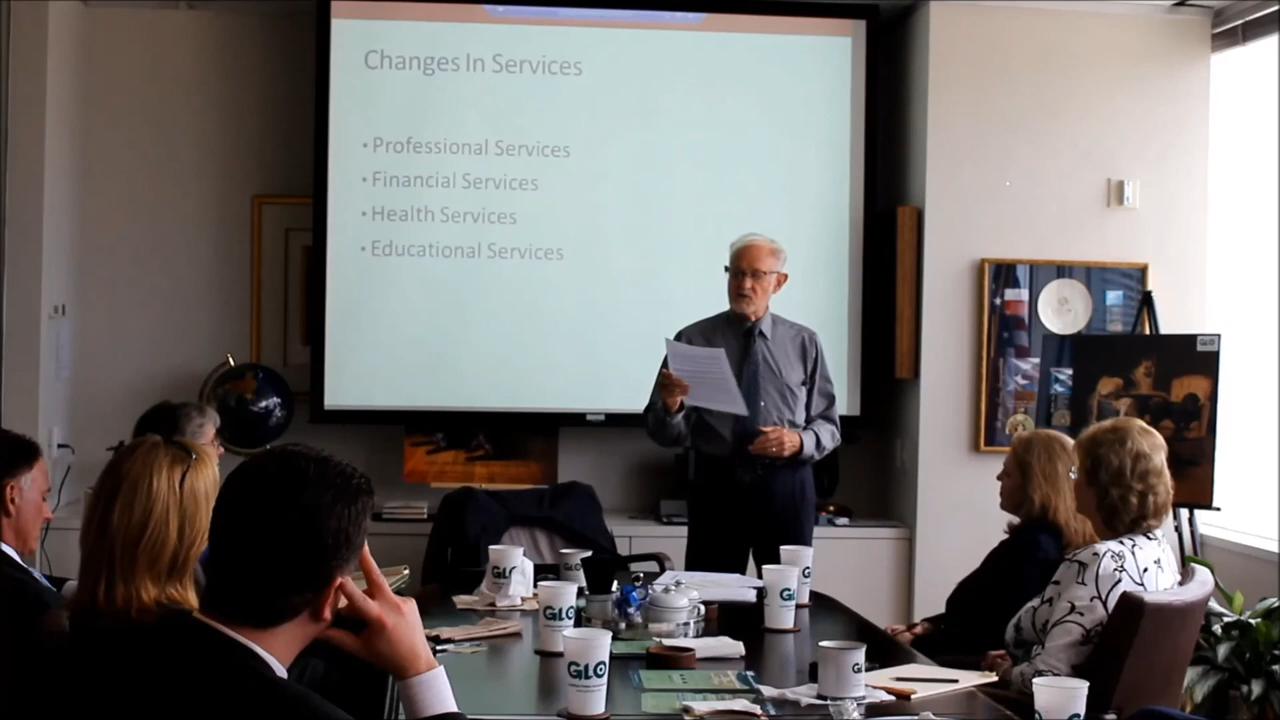 Changes In Services
• Professional Services
• Financial Services
• Health Services
• Educational Services
GLO
GLO
GLO
GLO
GLO
GLO
GLO